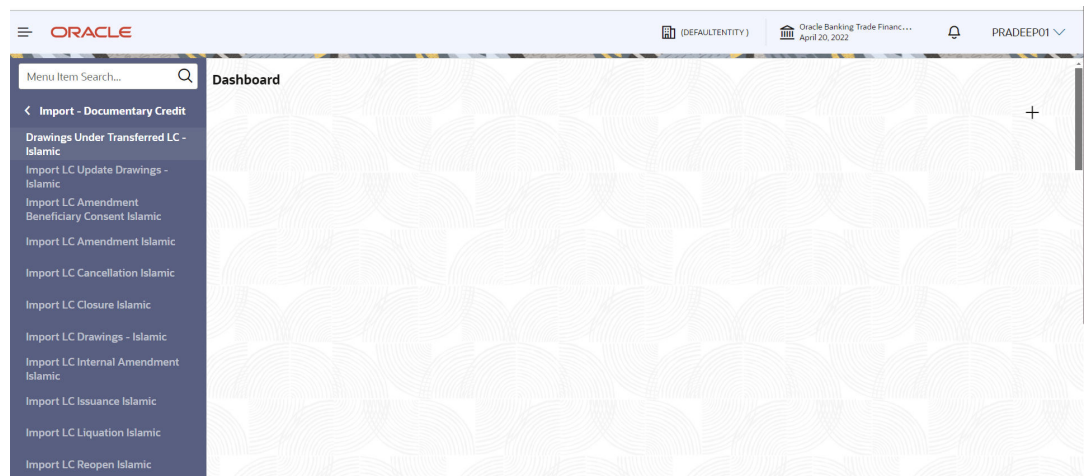 ORACLE
(DEFAULTENTITY )
Oracle Banking Trade Financ...
April 20, 2022
PRADEEP01
Menu Item Search...
Dashboard
Import - Documentary Credit
Drawings Under Transferred LC -
Islamic
Import LC Update Drawings -
Islamic
Import LC Amendment
Beneficiary Consent Islamic
Import LC Amendment Islamic
Import LC Cancellation Islamic
Import LC Closure Islamic
Import LC Drawings - Islamic
Import LC Internal Amendment
Islamic
Import LC Issuance Islamic
Import LC Liquation Islamic
Import LC Reopen Islamic